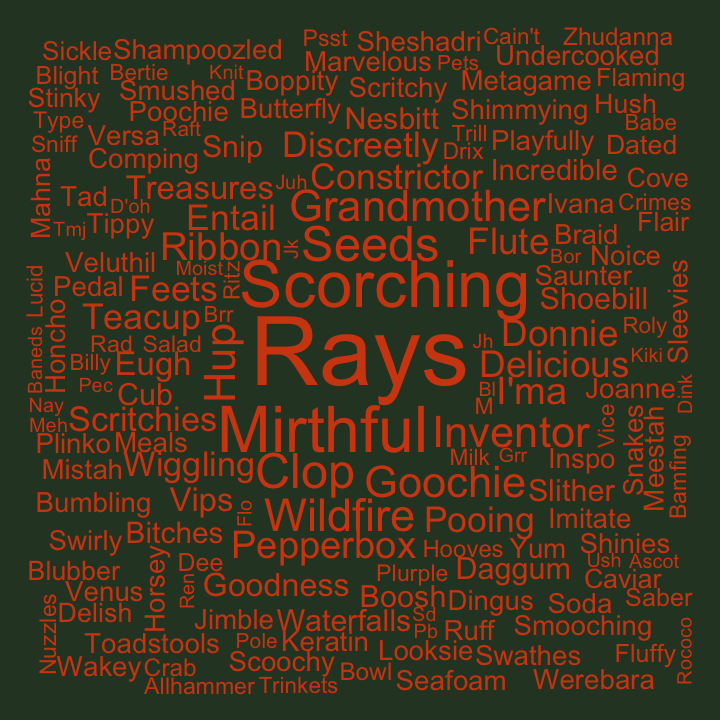 Psst Sheshadri Cain't Zhudanna
Sickle Shampoozled Marvelous Pets Undercooked
Blight Bertie Knit Boppity Scritchy Metagame Flaming
Stinky Smushed Poochie Butterfly Nesbitt Shimmying Hush
Type Versa Raft Trill Playfully Babe
Sniff Comping Snip Discreetly Drix Dated
Mahna Treasures Juh Constrictor Incredible Cove
Tad D'oh Entail Grandmother Ivana Crimes
Tmj Tippy Ribbon Jk Seeds Flute Braid Flair
Veluthil Moist Ritz Bor Noice
Lucid Pedal Feets Scorching Saunter Shoebill Sleevies
Honcho Teacup Brr Rays Donnie Roly
Baneds Rad Salad Hup Jh Delicious Kiki
Billy Eugh
Pec Cub Bl I'ma Joanne Dink
Nay M
Meh Scritchies Mirthful Inventor Vice Snakes Meestah
Plinko Meals Milk Grr Inspo
Mistah Wiggling Clop Goochie Slither Bamfing
Bumbling Vips Flo Wildfire Pooing Imitate
Swirly Bitches Pepperbox Hooves Yum Shinies
Blubber Horsey Dee Plurple Daggum Ush Ascot
Venus Ren Goodness Boosh Dingus Soda Caviar Saber
Nuzzles Delish Jimble Waterfalls Sd Pb Ruff Smooching
Toadstools Pole Keratin Looksie Swathes Fluffy Rococo
Wakey Crab Scoochy Bowl Seafoam Werebara
Allhammer Trinkets